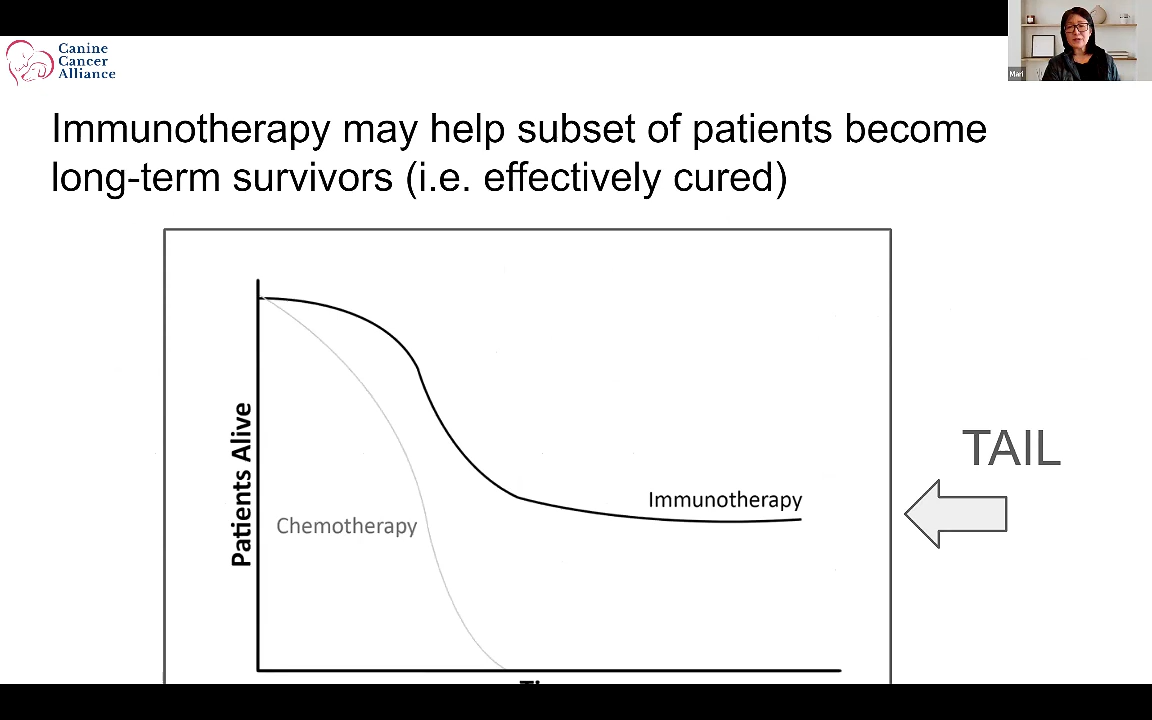 Canine
Cancer
Alliance
Mari
Immunotherapy may help subset of patients become
long-term survivors (i.e. effectively cured)
TAIL
Patients Alive
Immunotherapy
Chemotherapy